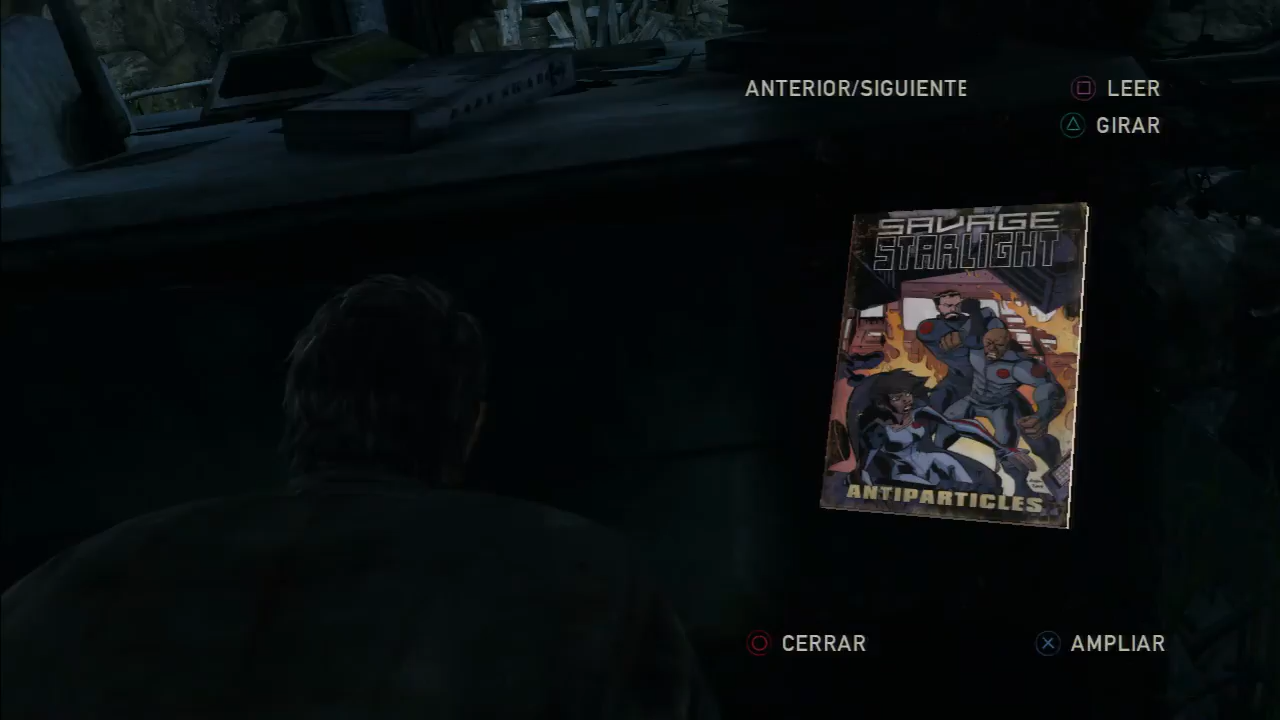 ANTERIOR/SIGUIENTE
LEER
GIRAR
SAVAGE
STARLIGHT
ANTIPARTICLES
CERRAR
AMPLIAR